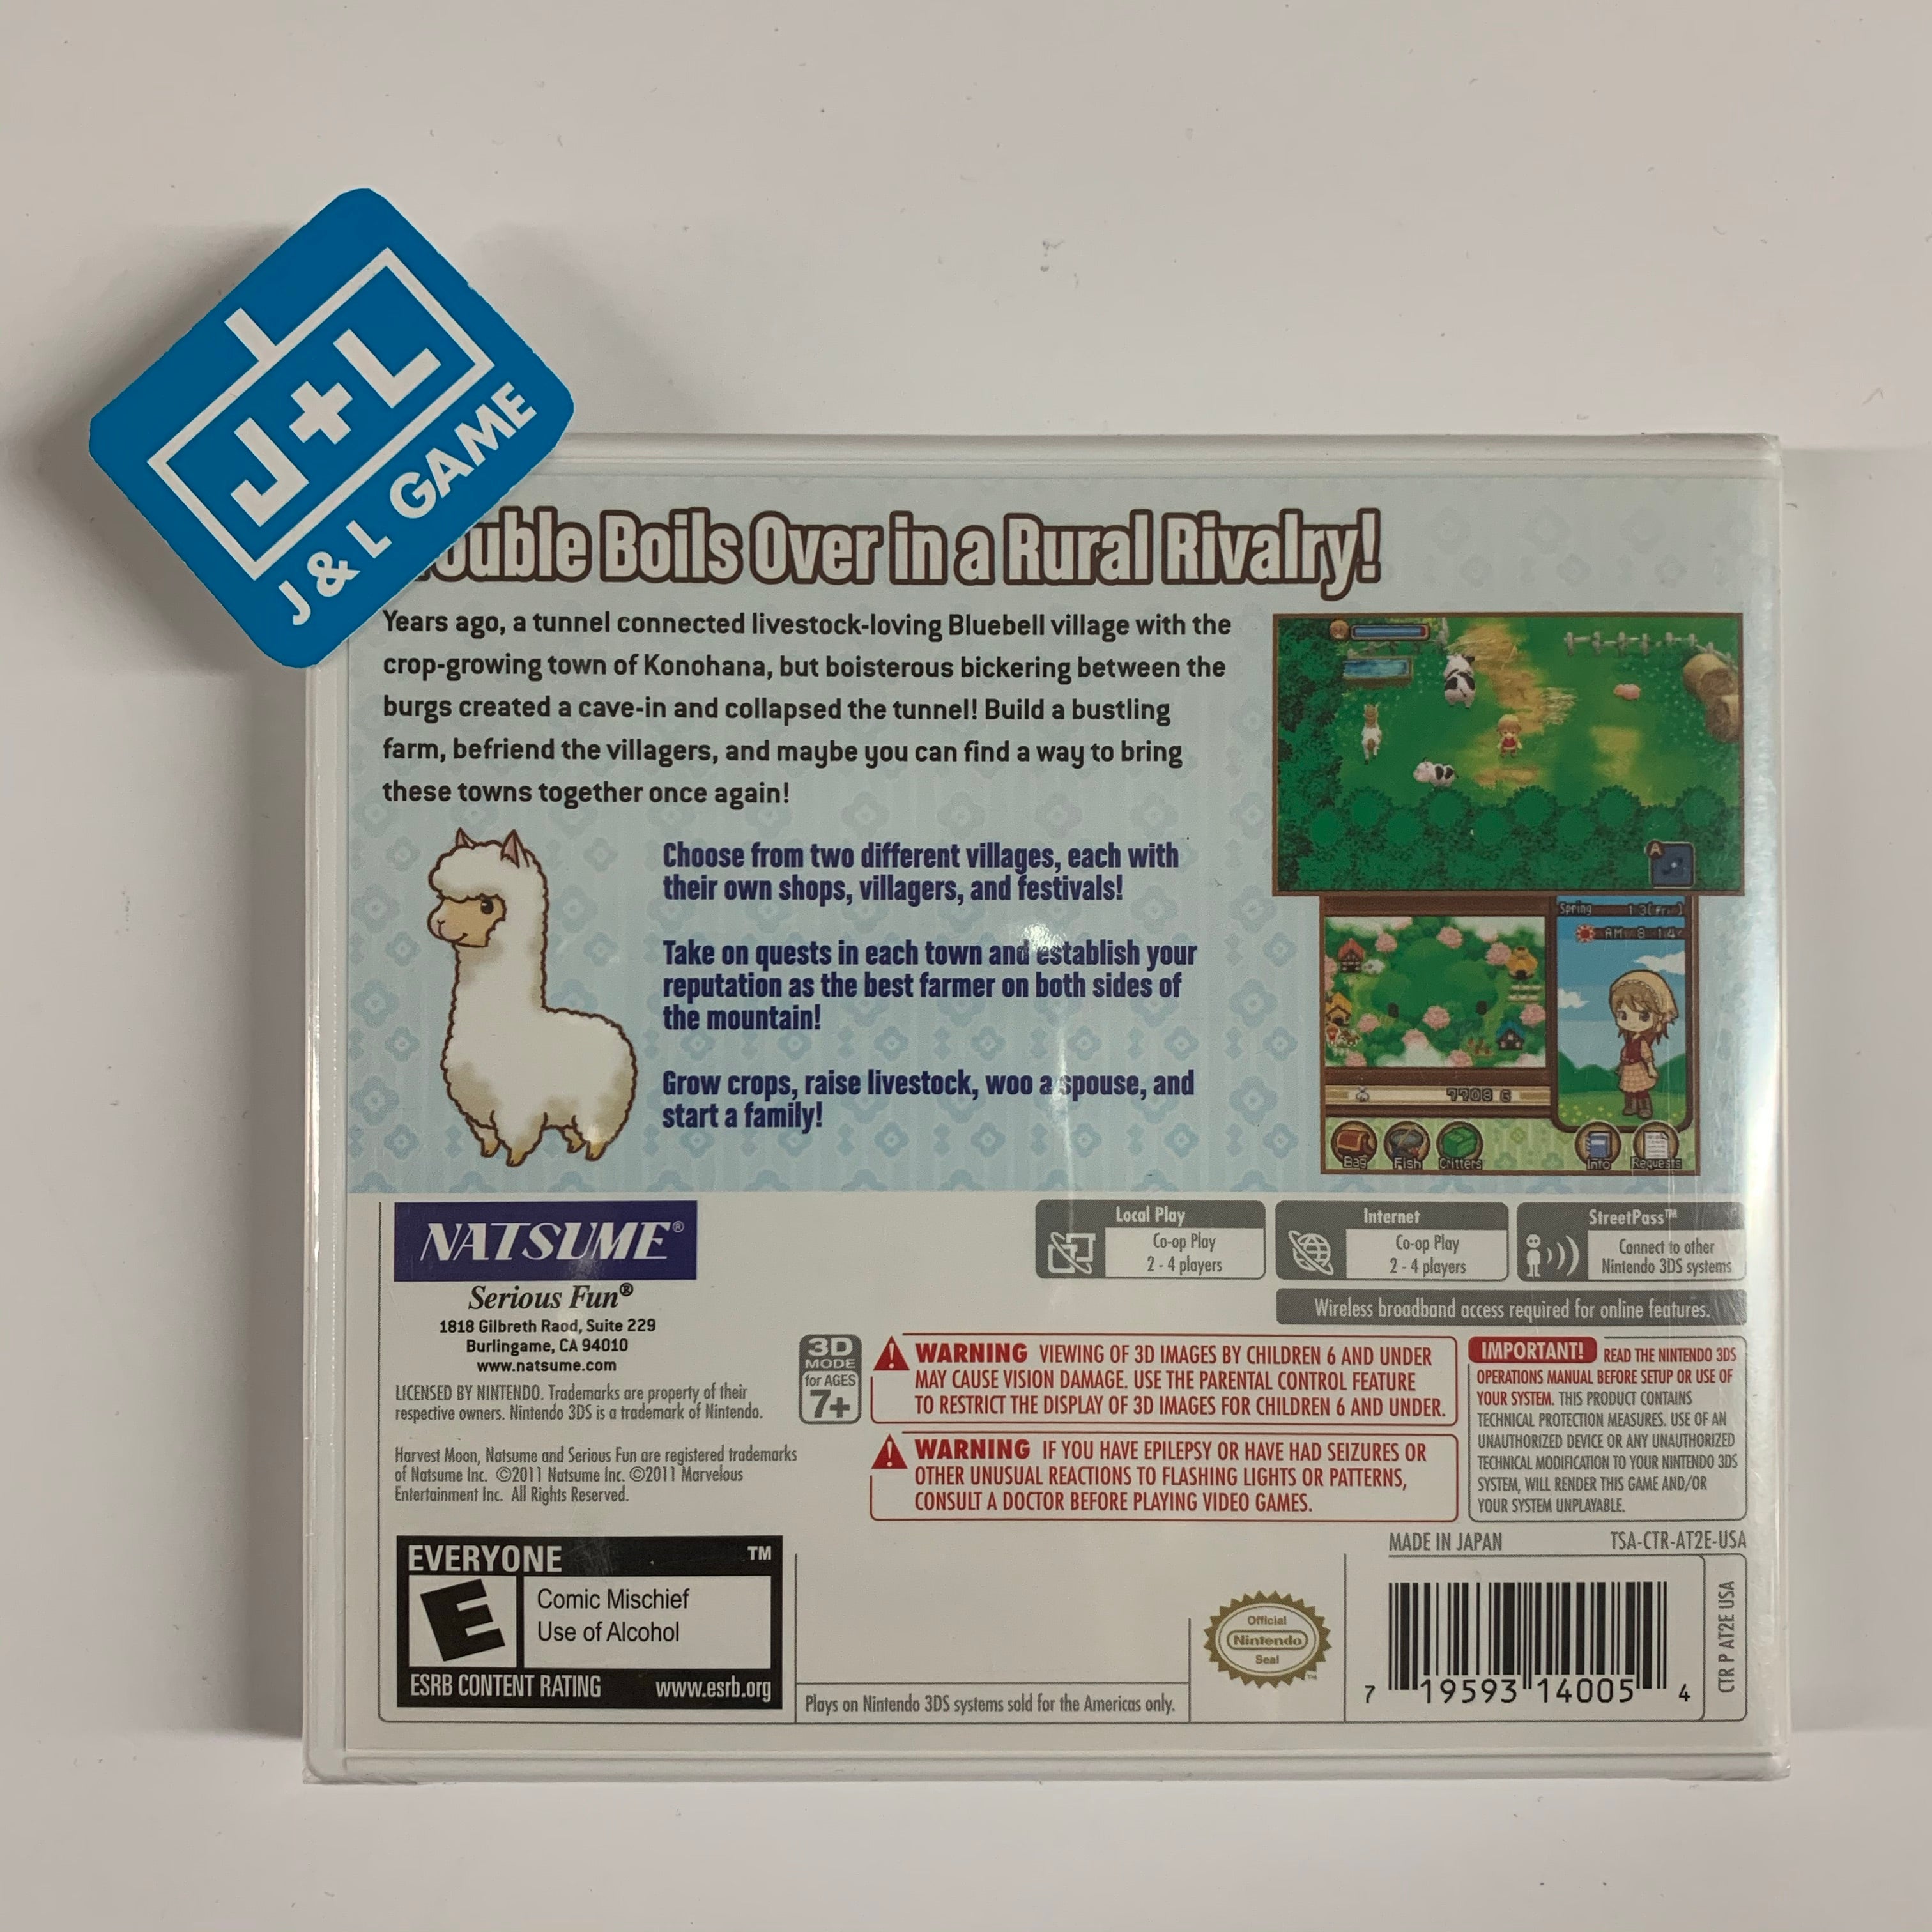 J+L
J & L GAME
Boils Over in a Rural Rivalry!
Years ago, a tunnel connected livestock-loving Bluebell village with the
crop-growing town of Konohana, but boisterous bickering between the
burgs created a cave-in and collapsed the tunnel! Build a bustling
farm, befriend the villagers, and maybe you can find a way to bring
these towns together once again!
Choose from two different villages, each with
their own shops, villagers, and festivals!
Take on quests in each town and establish your
reputation as the best farmer on both sides of
the mountain!
Grow crops, raise livestock, woo a spouse, and
start a family!
A
Spring 13(Fri)
AM 8 14
7708 G
Bag Fish Critters Info Requests
NATSUME®
Serious Fun®
1818 Gilbreth Raod, Suite 229
Burlingame, CA 94010
www.natsume.com
LICENSED BY NINTENDO. Trademarks are property of their
respective owners. Nintendo 3DS is a trademark of Nintendo.
Harvest Moon, Natsume and Serious Fun are registered trademarks
of Natsume Inc. ©2011 Natsume Inc. ©2011 Marvelous
Entertainment Inc. All Rights Reserved.
Local Play
Co-op Play
2 - 4 players
Internet
Co-op Play
2 - 4 players
StreetPass™
Connect to other
Nintendo 3DS systems
Wireless broadband access required for online features.
3D
MODE
for AGES
7+
WARNING VIEWING OF 3D IMAGES BY CHILDREN 6 AND UNDER
MAY CAUSE VISION DAMAGE. USE THE PARENTAL CONTROL FEATURE
TO RESTRICT THE DISPLAY OF 3D IMAGES FOR CHILDREN 6 AND UNDER.
WARNING IF YOU HAVE EPILEPSY OR HAVE HAD SEIZURES OR
OTHER UNUSUAL REACTIONS TO FLASHING LIGHTS OR PATTERNS,
CONSULT A DOCTOR BEFORE PLAYING VIDEO GAMES.
IMPORTANT! READ THE NINTENDO 3DS
OPERATIONS MANUAL BEFORE SETUP OR USE OF
YOUR SYSTEM. THIS PRODUCT CONTAINS
TECHNICAL PROTECTION MEASURES. USE OF AN
UNAUTHORIZED DEVICE OR ANY UNAUTHORIZED
TECHNICAL MODIFICATION TO YOUR NINTENDO 3DS
SYSTEM, WILL RENDER THIS GAME AND/OR
YOUR SYSTEM UNPLAYABLE.
MADE IN JAPAN TSA-CTR-AT2E-USA
EVERYONE ™
E
Comic Mischief
Use of Alcohol
ESRB CONTENT RATING www.esrb.org
Plays on Nintendo 3DS systems sold for the Americas only.
Official
Nintendo
Seal
™
7 19593 14005 4
CTR P AT2E USA